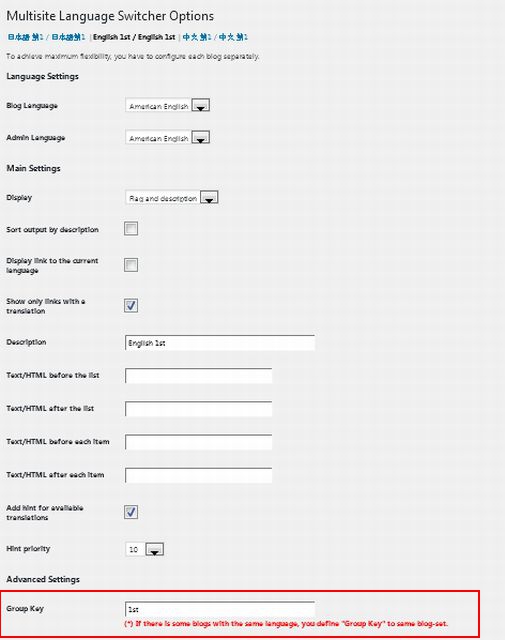 Multisite Language Switcher Options
日本語 第1 / 日本語第1 | English 1st / English 1st | 中文 第1 / 中文 第1
To achieve maximum flexibility, you have to configure each blog separately.
Language Settings
Blog Language American English
Admin Language American English
Main Settings
Display Flag and description
Sort output by description
Display link to the current
language
Show only links with a
translation
Description English 1st
Text/HTML before the list
Text/HTML after the list
Text/HTML before each item
Text/HTML after each item
Add hint for available
translations
Hint priority 10
Advanced Settings
Group Key 1st
(*) If there is some blogs with the same language, you define "Group Key" to same blog-set.